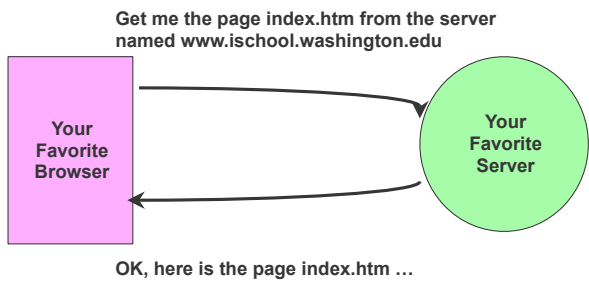 Get me the page index.htm from the server
named www.ischool.washington.edu
Your
Favorite
Browser
Your
Favorite
Server
OK, here is the page index.htm …